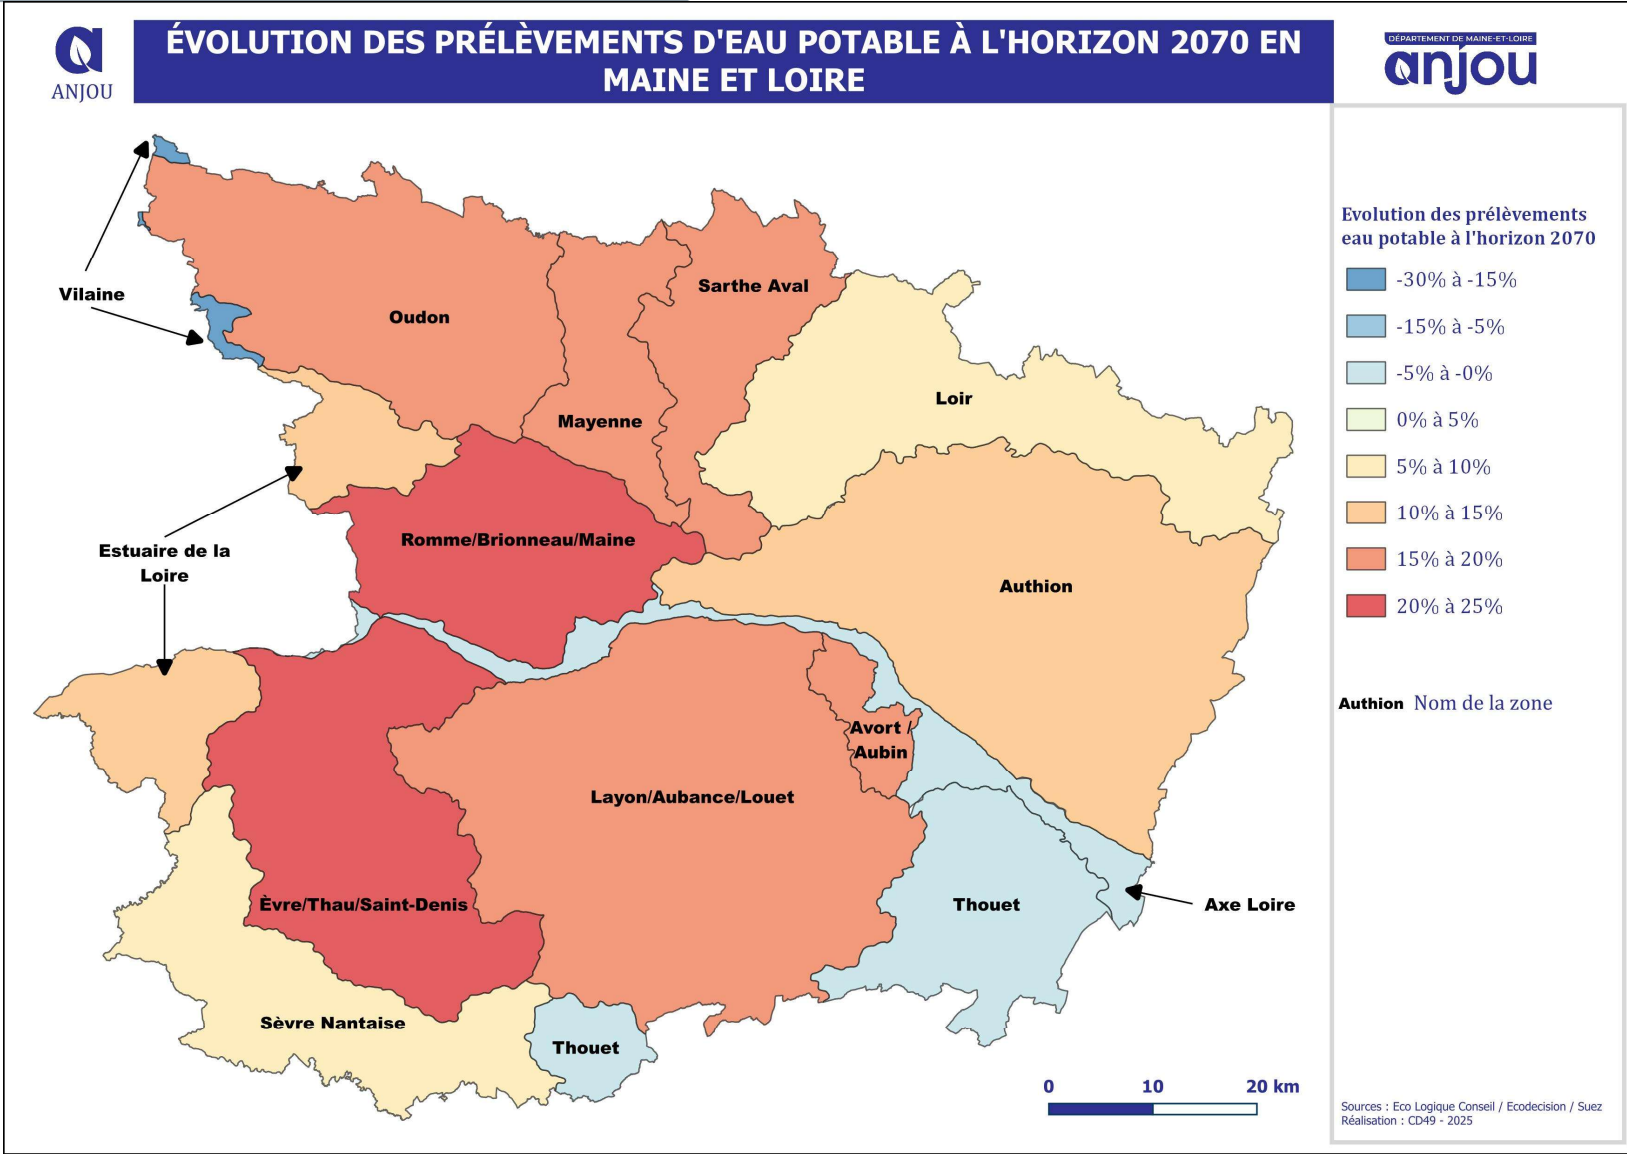 ANJOU
ÉVOLUTION DES PRÉLÈVEMENTS D'EAU POTABLE À L'HORIZON 2070 EN
MAINE ET LOIRE
DÉPARTEMENT DE MAINE-ET-LOIRE
anjou
Vilaine
Oudon
Sarthe Aval
Mayenne
Loir
Romme/Brionneau/Maine
Estuaire de la
Loire
Authion
Avort /
Aubin
Layon/Aubance/Louet
Èvre/Thau/Saint-Denis
Thouet
Axe Loire
Sèvre Nantaise
Thouet
0 10 20 km
Evolution des prélèvements
eau potable à l'horizon 2070
-30% à -15%
-15% à -5%
-5% à -0%
0% à 5%
5% à 10%
10% à 15%
15% à 20%
20% à 25%
Authion Nom de la zone
Sources : Eco Logique Conseil / Ecodecision / Suez
Réalisation : CD49 - 2025